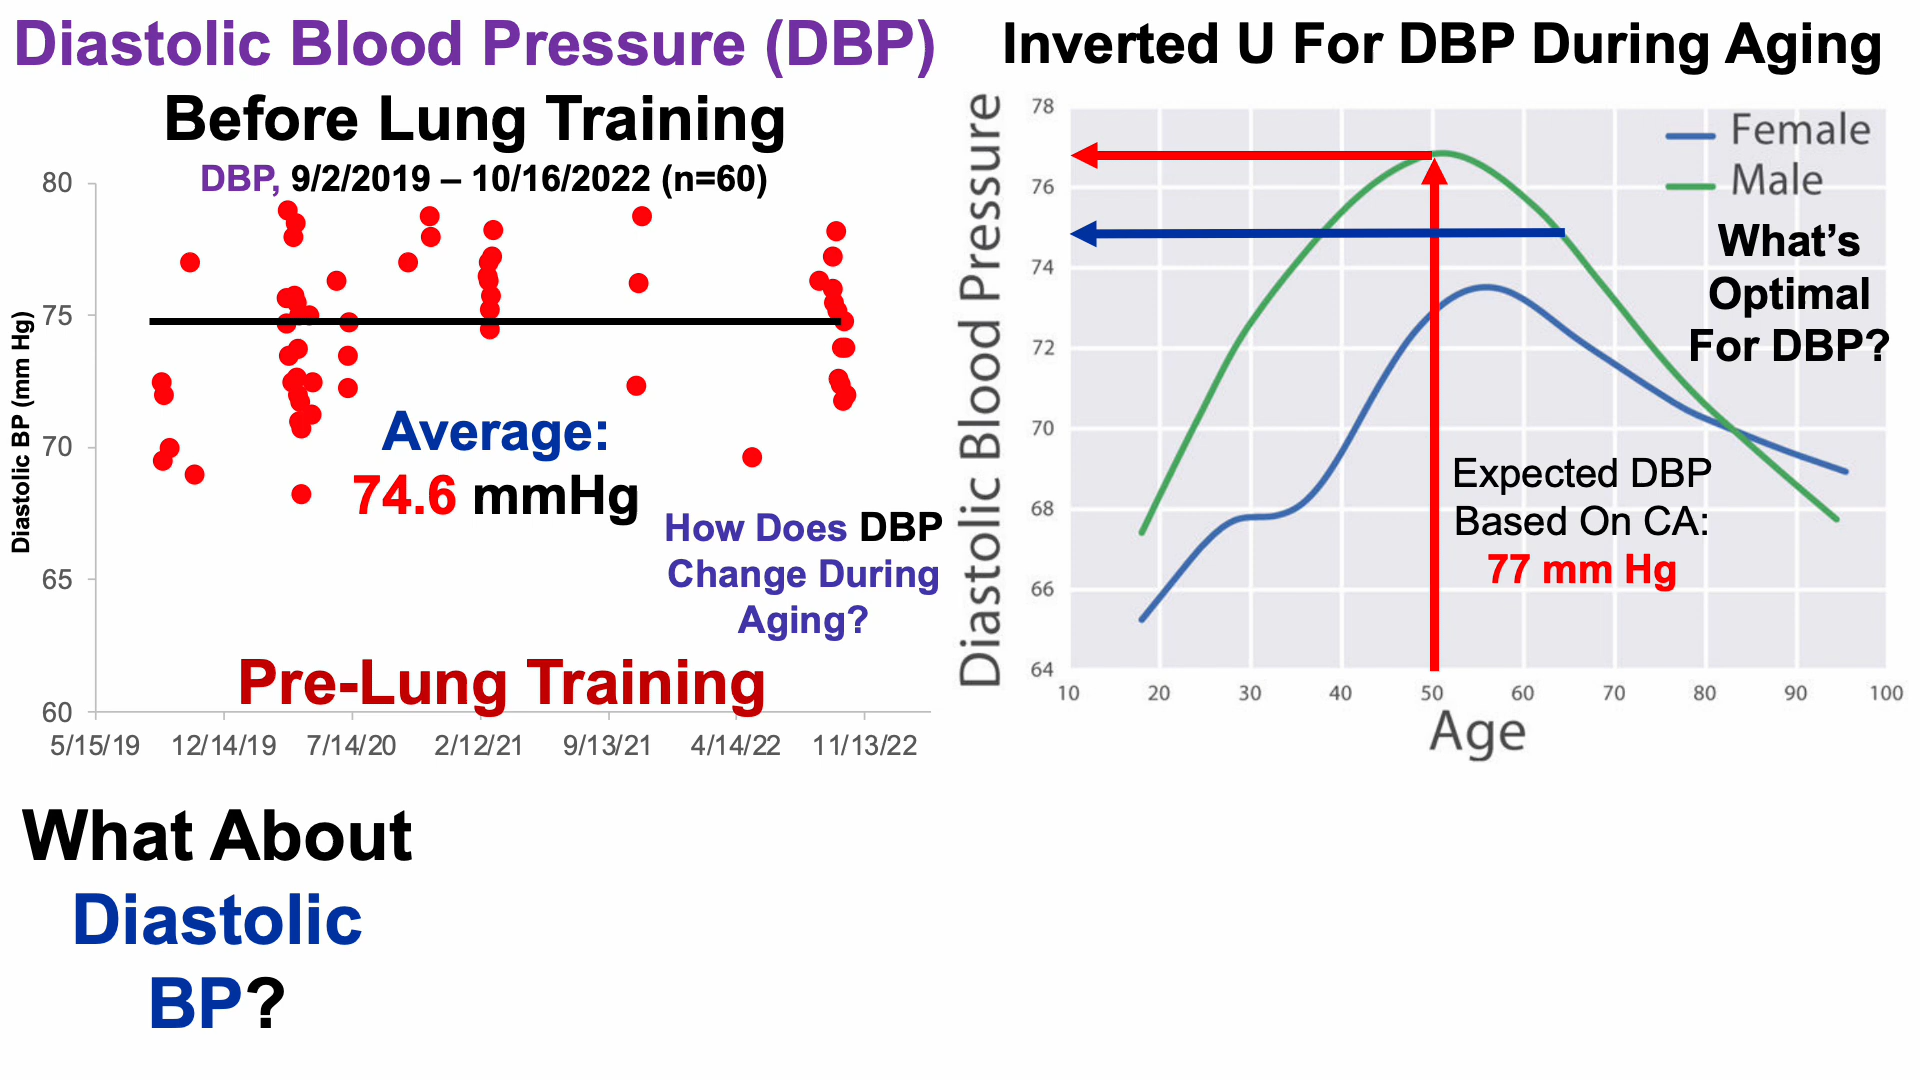 Diastolic Blood Pressure (DBP)
Before Lung Training
DBP, 9/2/2019 – 10/16/2022 (n=60)
Diastolic BP (mm Hg)
80
75
70
65
60
5/15/19
12/14/19
7/14/20
2/12/21
9/13/21
4/14/22
11/13/22
Average:
74.6 mmHg
How Does DBP
Change During
Aging?
Pre-Lung Training
Inverted U For DBP During Aging
Diastolic Blood Pressure
78
76
74
72
70
68
66
64
10
20
30
40
50
60
70
80
90
100
Age
Female
Male
What's
Optimal
For DBP?
Expected DBP
Based On CA:
77 mm Hg
What About
Diastolic
BP?